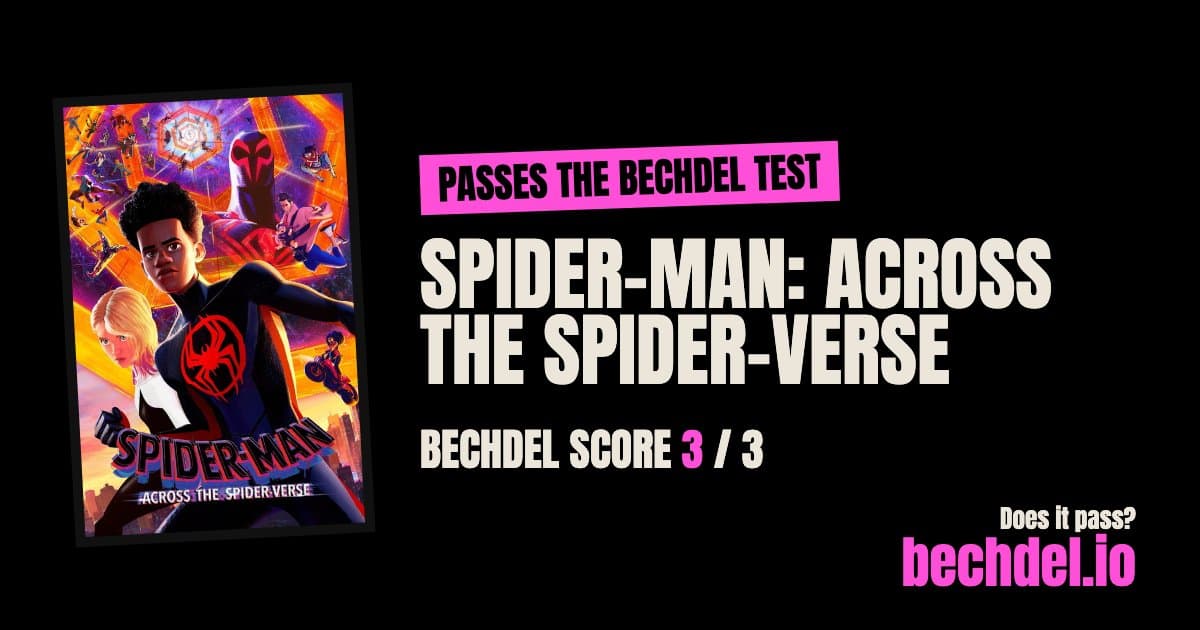 PASSES THE BECHDEL TEST
SPIDER-MAN: ACROSS
THE SPIDER-VERSE
BECHDEL SCORE 3 / 3
SPIDER-MAN
ACROSS THE SPIDER-VERSE
Does it pass?
bechdel.io